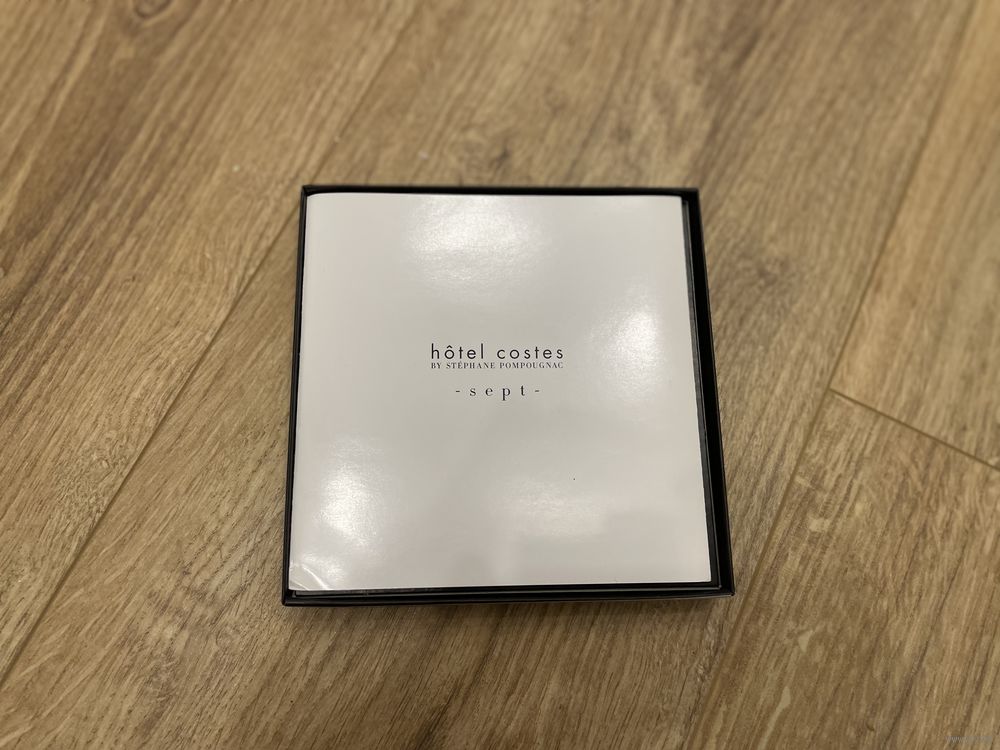 hôtel costes
BY STÉPHANE POMPOUGNAC
-sept-